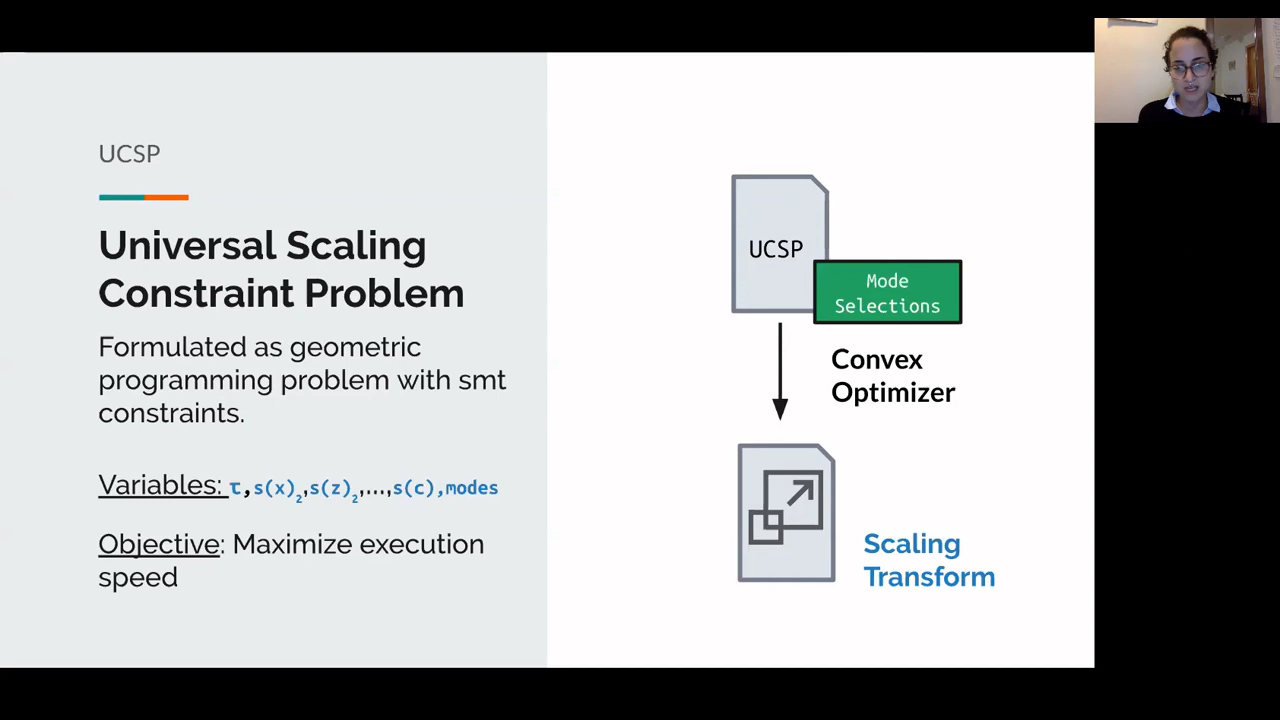 UCSP
Universal Scaling
Constraint Problem
Formulated as geometric
programming problem with smt
constraints.
Variables: τ,s(x)₂,s(z)₂,...,s(c),modes
Objective: Maximize execution
speed
UCSP
Mode
Selections
Convex
Optimizer
Scaling
Transform